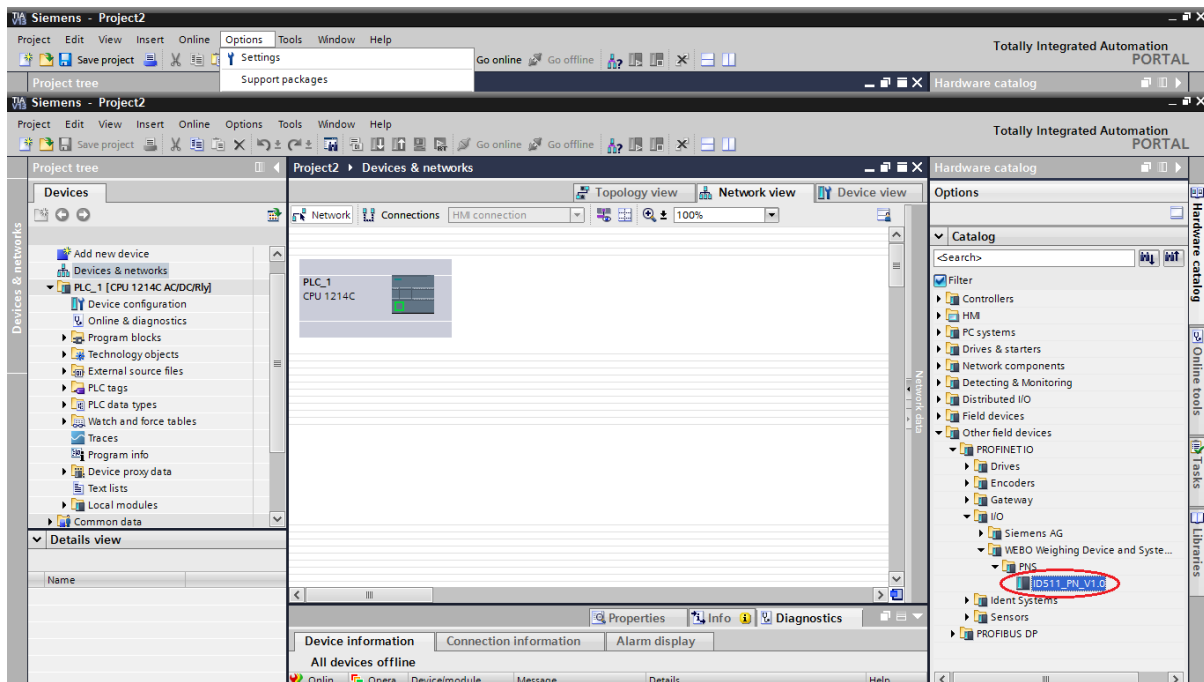 Siemens - Project2
Project Edit View Insert Online Options Tools Window Help
Totally Integrated Automation
PORTAL
Save project
Settings
Support packages
Go online Go offline
Project tree
Hardware catalog
Siemens - Project2
Project Edit View Insert Online Options Tools Window Help
Totally Integrated Automation
PORTAL
Save project
Go online Go offline
Project tree
Project2 Devices & networks
Hardware catalog
Devices
Topology view Network view Device view
Options
Network Connections HMI connection 100%
Catalog
<Search>
Filter
Add new device
Devices & networks
PLC_1 [CPU 1214C AC/DC/Rly]
Device configuration
Online & diagnostics
Program blocks
Technology objects
External source files
PLC tags
PLC data types
Watch and force tables
Traces
Program info
Device proxy data
Text lists
Local modules
Common data
Details view
Name
Devices & networks
PLC_1
CPU 1214C
Network data
Properties Info Diagnostics
Device information Connection information Alarm display
All devices offline
Onlin Opera Device/module Message Details Help
Controllers
HMI
PC systems
Drives & starters
Network components
Detecting & Monitoring
Distributed I/O
Field devices
Other field devices
PROFINET IO
Drives
Encoders
Gateway
I/O
Siemens AG
WEBO Weighing Device and Syste...
PNS
ID511_PN_V1.0
Ident Systems
Sensors
PROFIBUS DP
Hardware catalog
Online tools
Tasks
Libraries